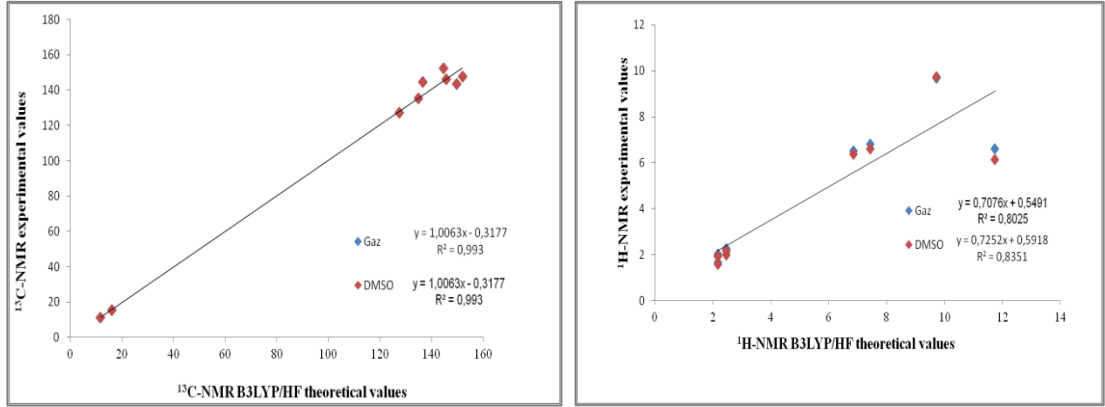 180
160
140
120
100
80
60
40
20
0
0 20 40 60 80 100 120 140 160
¹³C-NMR experimental values
¹³C-NMR B3LYP/HF theoretical values
Gaz
y = 1,0063x - 0,3177
R² = 0,993
DMSO
y = 1,0063x - 0,3177
R² = 0,993
12
10
8
6
4
2
0
0 2 4 6 8 10 12 14
¹H-NMR experimental values
¹H-NMR B3LYP/HF theoretical values
Gaz
y = 0,7076x + 0,5491
R² = 0,8025
DMSO
y = 0,7252x + 0,5918
R² = 0,8351